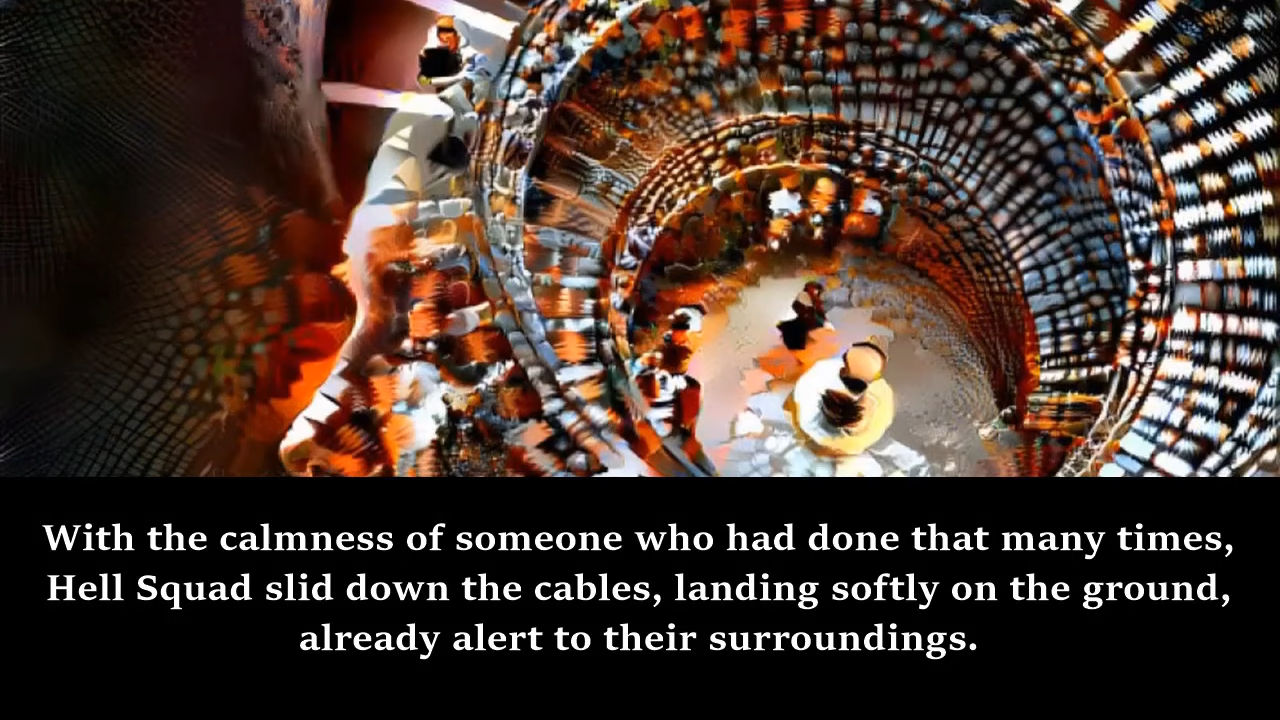 With the calmness of someone who had done that many times,
Hell Squad slid down the cables, landing softly on the ground,
already alert to their surroundings.